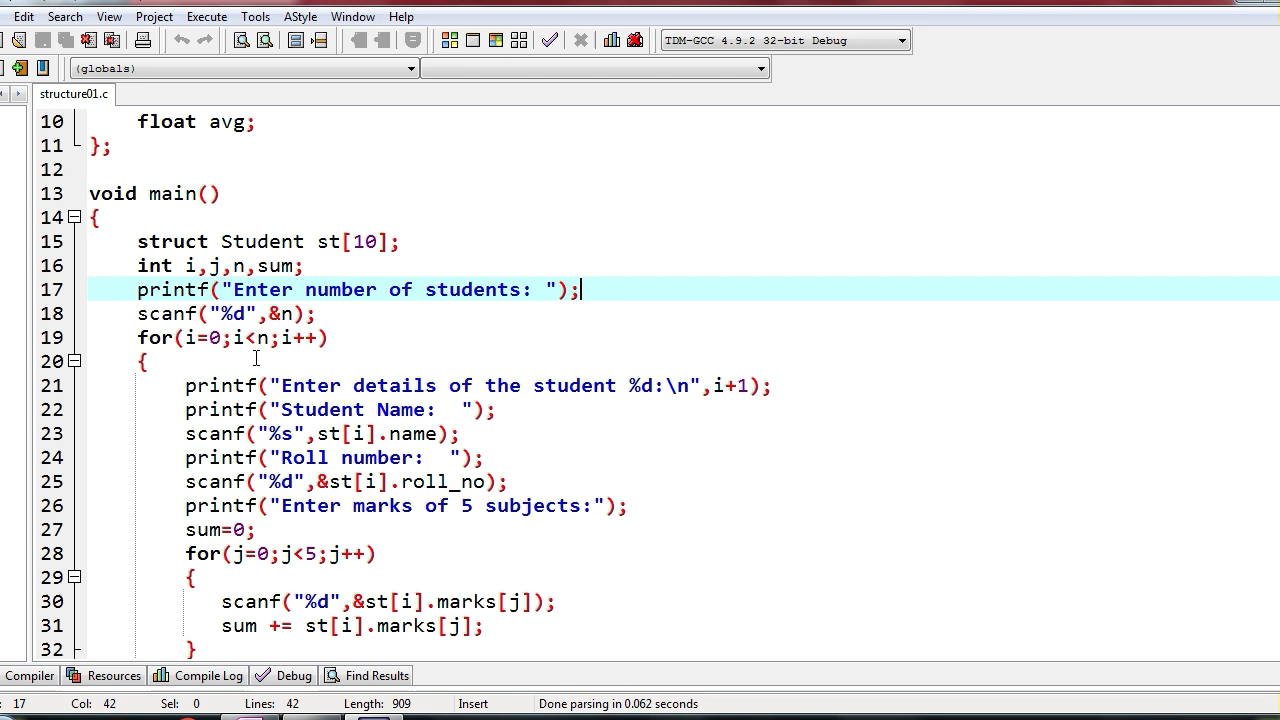 Edit Search View Project Execute Tools AStyle Window Help
TDM-GCC 4.9.2 32-bit Debug
(globals)
structure01.c
10 float avg;
11 };
12
13 void main()
14 {
15 struct Student st[10];
16 int i,j,n,sum;
17 printf("Enter number of students: ");
18 scanf("%d",&n);
19 for(i=0;i<n;i++)
20 {
21 printf("Enter details of the student %d:\n",i+1);
22 printf("Student Name:  ");
23 scanf("%s",st[i].name);
24 printf("Roll number:  ");
25 scanf("%d",&st[i].roll_no);
26 printf("Enter marks of 5 subjects:");
27 sum=0;
28 for(j=0;j<5;j++)
29 {
30 scanf("%d",&st[i].marks[j]);
31 sum += st[i].marks[j];
32 }
Compiler Resources Compile Log Debug Find Results
: 17 Col: 42 Sel: 0 Lines: 42 Length: 909 Insert Done parsing in 0.062 seconds